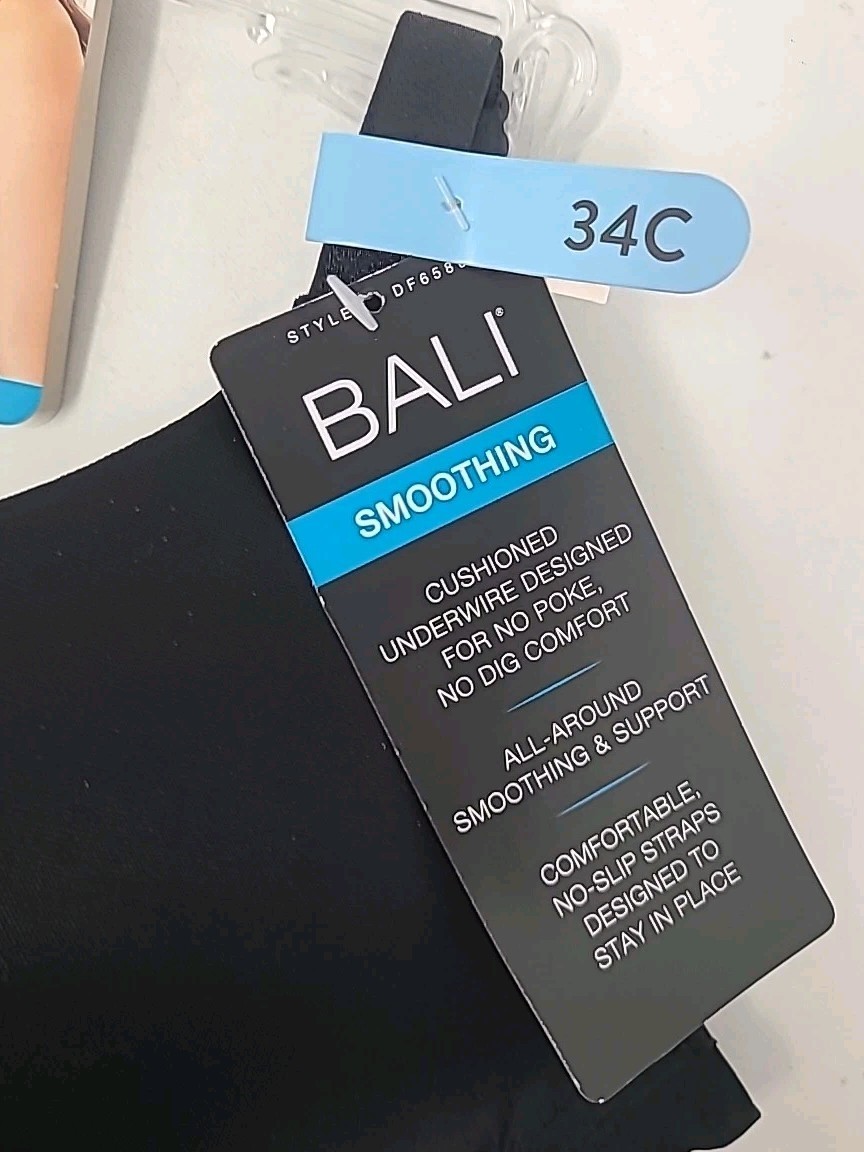 34C
STYLE
BALI®
SMOOTHING
CUSHIONED
UNDERWIRE DESIGNED
FOR NO POKE,
NO DIG COMFORT
ALL-AROUND
SMOOTHING & SUPPORT
COMFORTABLE,
NO-SLIP STRAPS
DESIGNED TO
STAY IN PLACE